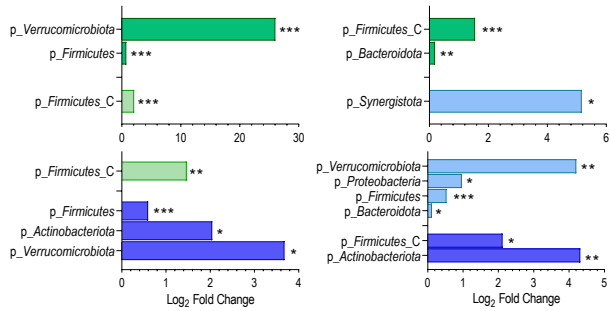 p_Verrucomicrobiota ***
p_Firmicutes ***
p_Firmicutes_C ***
0 10 20 30
p_Firmicutes_C ***
p_Bacteroidota **
p_Synergistota *
0 2 4 6
p_Firmicutes_C **
p_Firmicutes ***
p_Actinobacteriota *
p_Verrucomicrobiota *
0 1 2 3 4
Log2 Fold Change
p_Verrucomicrobiota **
p_Proteobacteria *
p_Firmicutes ***
p_Bacteroidota *
p_Firmicutes_C *
p_Actinobacteriota **
0 1 2 3 4 5
Log2 Fold Change